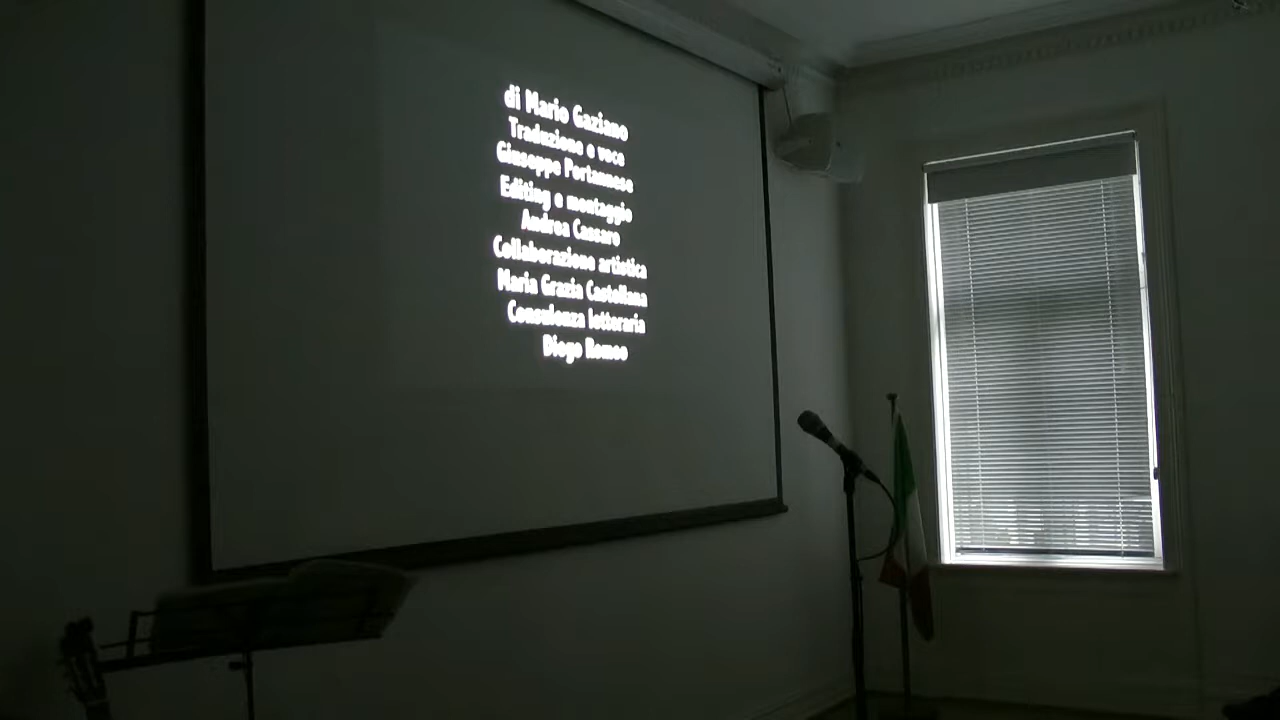 di Mario Gaziano
Traduzione e voce
Giuseppe Portannese
Editing e montaggio
Andrea Cassaro
Collaborazione artistica
Maria Grazia Castellana
Consulenza letteraria
Diego Romeo